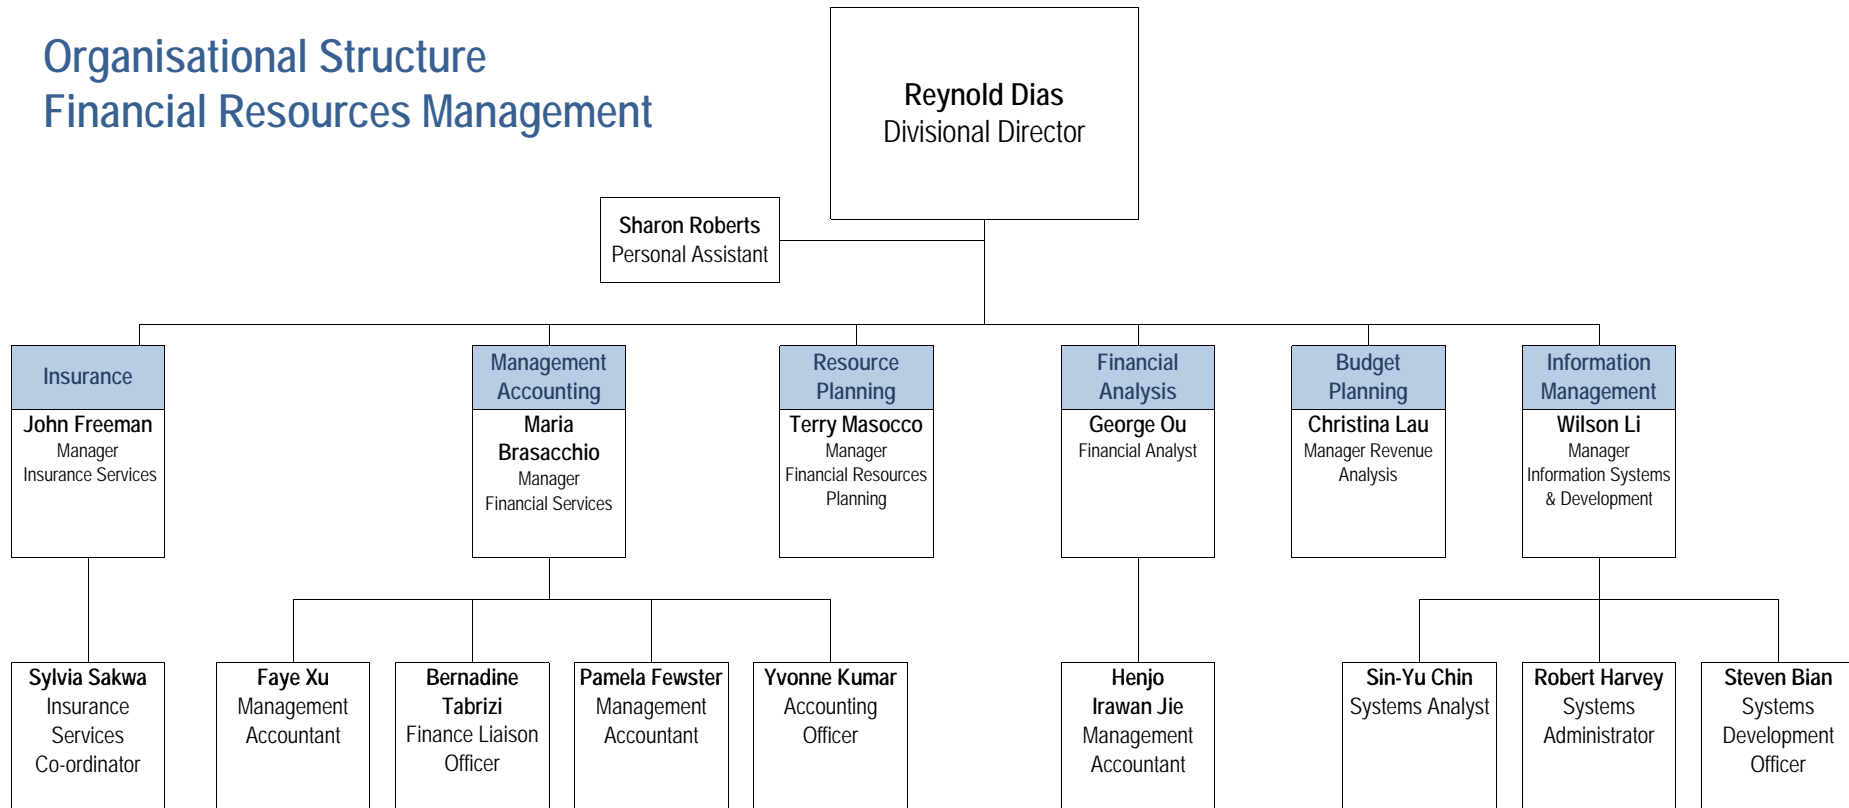 Organisational Structure
Financial Resources Management
Reynold Dias
Divisional Director
Sharon Roberts
Personal Assistant
Insurance
John Freeman
Manager
Insurance Services
Management
Accounting
Maria
Brasacchio
Manager
Financial Services
Resource
Planning
Terry Masocco
Manager
Financial Resources
Planning
Financial
Analysis
George Ou
Financial Analyst
Budget
Planning
Christina Lau
Manager Revenue
Analysis
Information
Management
Wilson Li
Manager
Information Systems
& Development
Sylvia Sakwa
Insurance
Services
Co-ordinator
Faye Xu
Management
Accountant
Bernadine
Tabrizi
Finance Liaison
Officer
Pamela Fewster
Management
Accountant
Yvonne Kumar
Accounting
Officer
Henjo
Irawan Jie
Management
Accountant
Sin-Yu Chin
Systems Analyst
Robert Harvey
Systems
Administrator
Steven Bian
Systems
Development
Officer